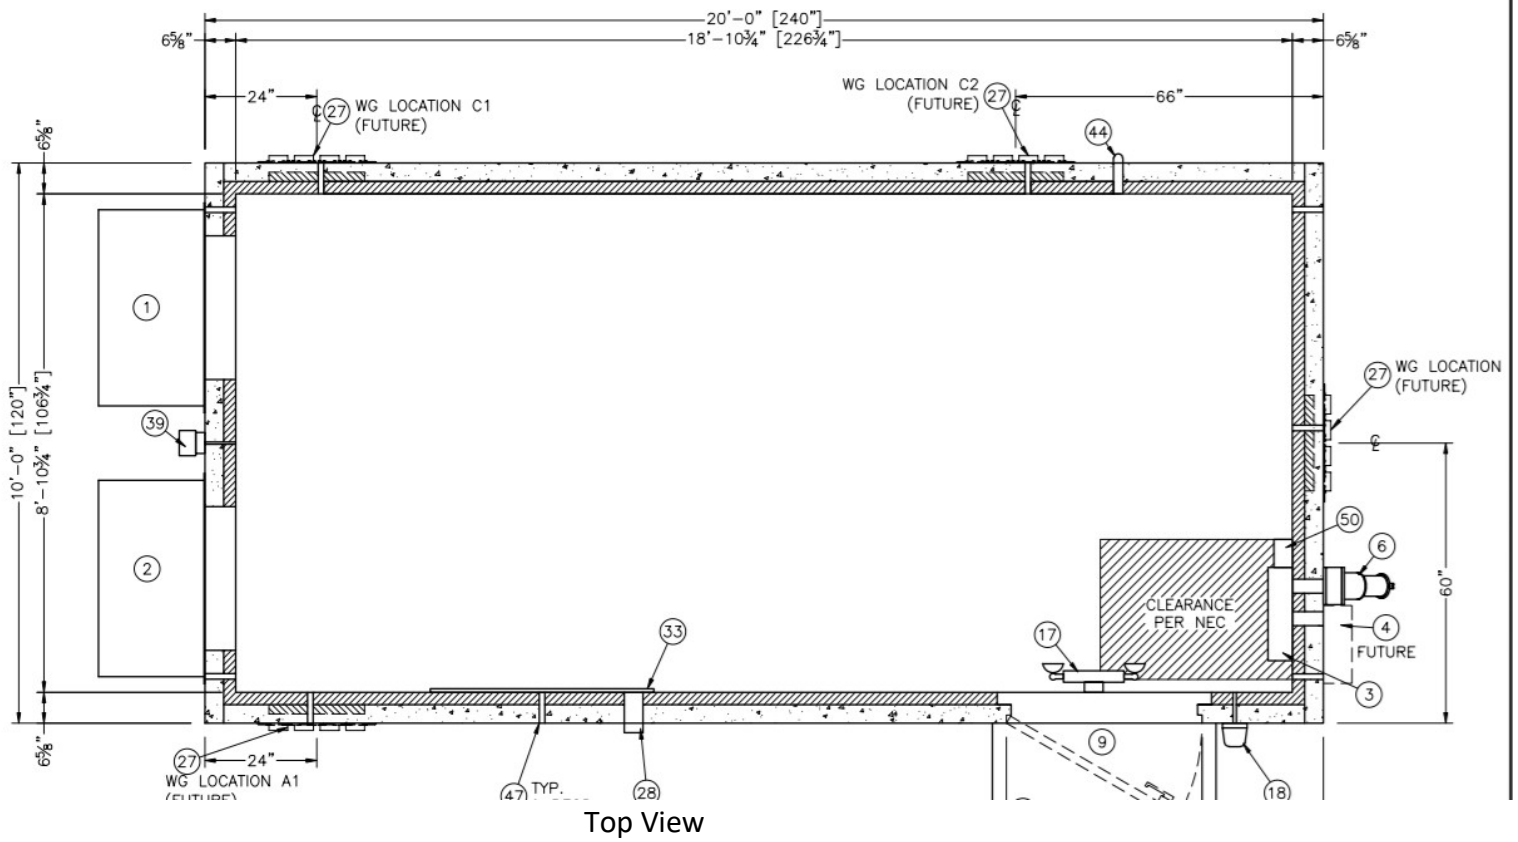 20'-0" [240"]
6⅝"
18'-10¾" [226¾"]
6⅝"
24"
℄
27
WG LOCATION C1
(FUTURE)
WG LOCATION C2
(FUTURE)
27
℄
66"
44
6⅝"
1
39
10'-0" [120"]
8'-10¾" [106¾"]
2
27
WG LOCATION
(FUTURE)
℄
50
6
60"
CLEARANCE
PER NEC
4
FUTURE
17
33
3
6⅝"
27
24"
WG LOCATION A1
(FUTURE)
47
TYP.
28
9
18
Top View